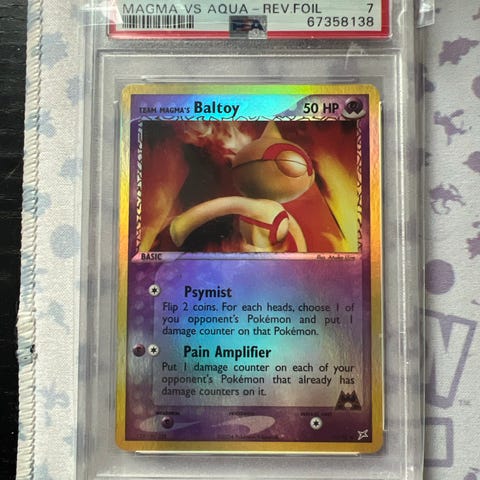 MAGMA VS AQUA - REV.FOIL 7
67358138
TEAM MAGMA'S Baltoy 50 HP
BASIC
Psymist
Flip 2 coins. For each heads, choose 1 of
you opponent's Pokémon and put 1
damage counter on that Pokémon.
Pain Amplifier
Put 1 damage counter on each of your
opponent's Pokémon that already has
damage counters on it.